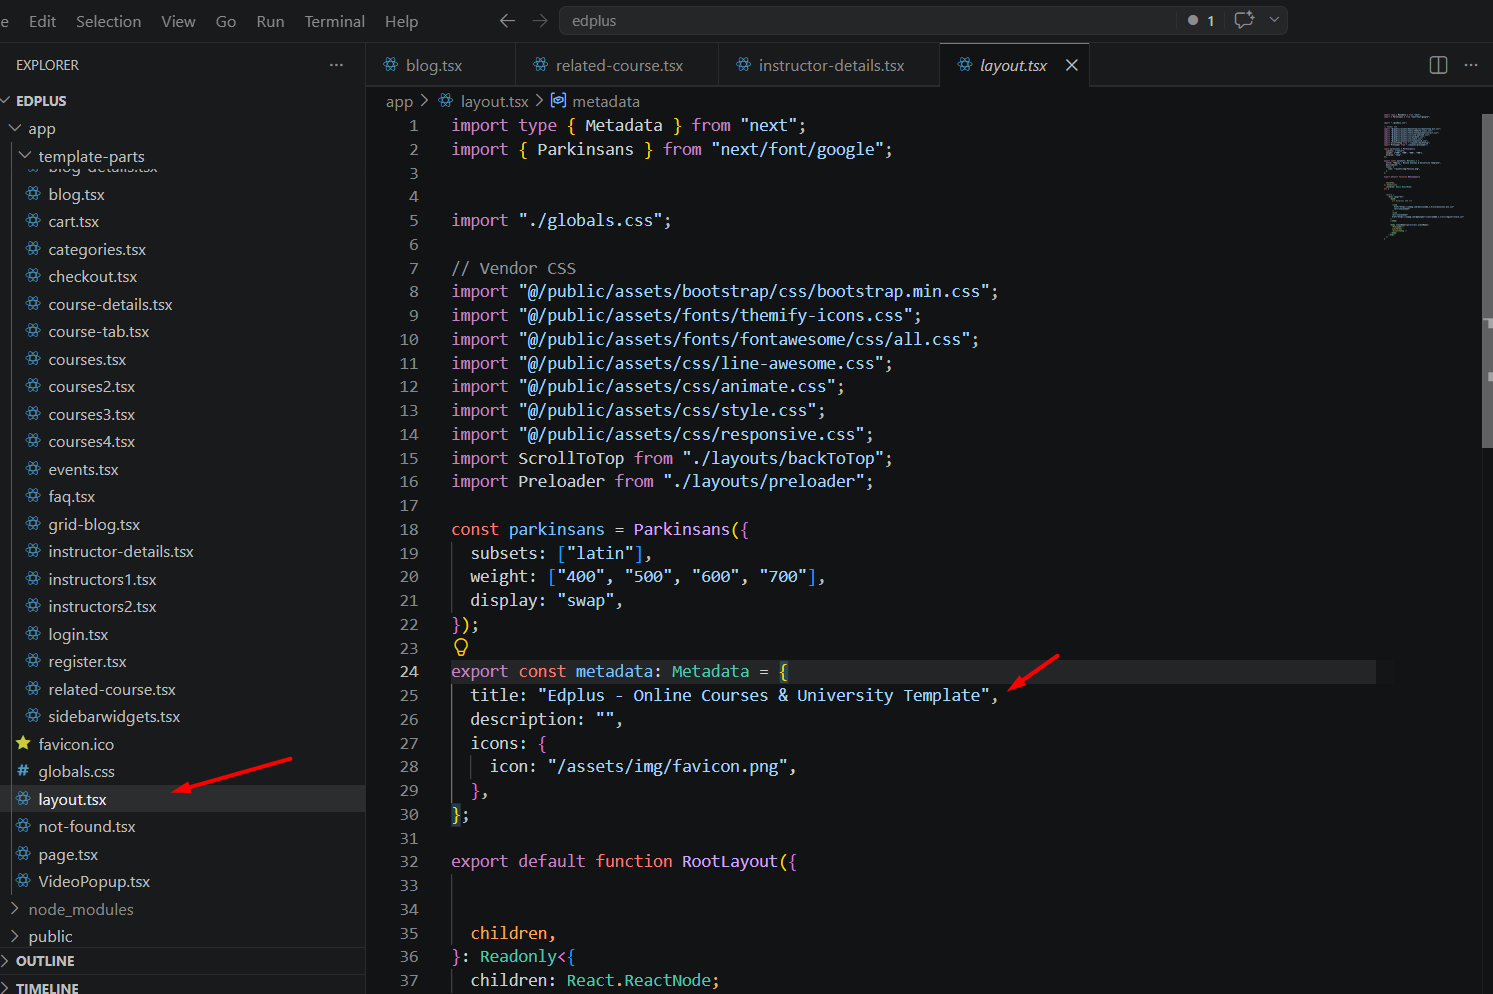 e Edit Selection View Go Run Terminal Help edplus 1
EXPLORER
blog.tsx related-course.tsx instructor-details.tsx layout.tsx
EDPLUS
app
template-parts
blog-details.tsx
blog.tsx
cart.tsx
categories.tsx
checkout.tsx
course-details.tsx
course-tab.tsx
courses.tsx
courses2.tsx
courses3.tsx
courses4.tsx
events.tsx
faq.tsx
grid-blog.tsx
instructor-details.tsx
instructors1.tsx
instructors2.tsx
login.tsx
register.tsx
related-course.tsx
sidebarwidgets.tsx
favicon.ico
# globals.css
layout.tsx
not-found.tsx
page.tsx
VideoPopup.tsx
node_modules
public
OUTLINE
TIMELINE
app > layout.tsx > metadata
1 import type { Metadata } from "next";
2 import { Parkinsans } from "next/font/google";
3
4
5 import "./globals.css";
6
7 // Vendor CSS
8 import "@/public/assets/bootstrap/css/bootstrap.min.css";
9 import "@/public/assets/fonts/themify-icons.css";
10 import "@/public/assets/fonts/fontawesome/css/all.css";
11 import "@/public/assets/css/line-awesome.css";
12 import "@/public/assets/css/animate.css";
13 import "@/public/assets/css/style.css";
14 import "@/public/assets/css/responsive.css";
15 import ScrollToTop from "./layouts/backToTop";
16 import Preloader from "./layouts/preloader";
17
18 const parkinsans = Parkinsans({
19 subsets: ["latin"],
20 weight: ["400", "500", "600", "700"],
21 display: "swap",
22 });
23
24 export const metadata: Metadata = {
25 title: "Edplus - Online Courses & University Template",
26 description: "",
27 icons: {
28 icon: "/assets/img/favicon.png",
29 },
30 };
31
32 export default function RootLayout({
33
34
35 children,
36 }: Readonly<{
37 children: React.ReactNode;